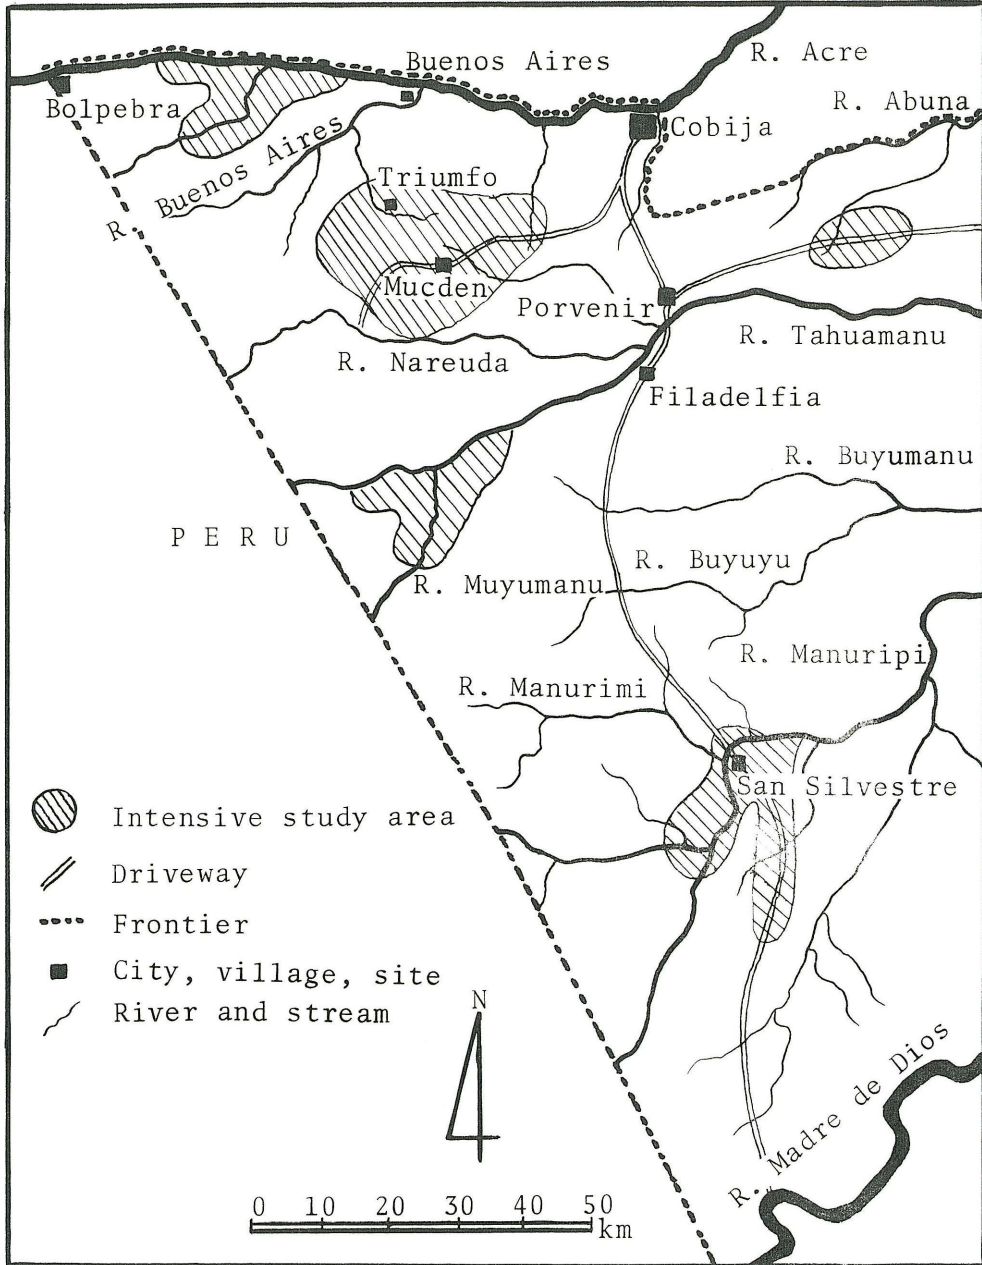 Buenos Aires
R. Acre
Bolpebra
R. Abuna
Cobija
R. Buenos Aires
Triumfo
Mucden
Porvenir
R. Tahuamanu
R. Nareuda
Filadelfia
R. Buyumanu
PERU
R. Buyuyu
R. Muyumanu
R. Manuripi
R. Manurimi
San Silvestre
Intensive study area
Driveway
Frontier
City, village, site
River and stream
N
R. Madre de Dios
0 10 20 30 40 50
km